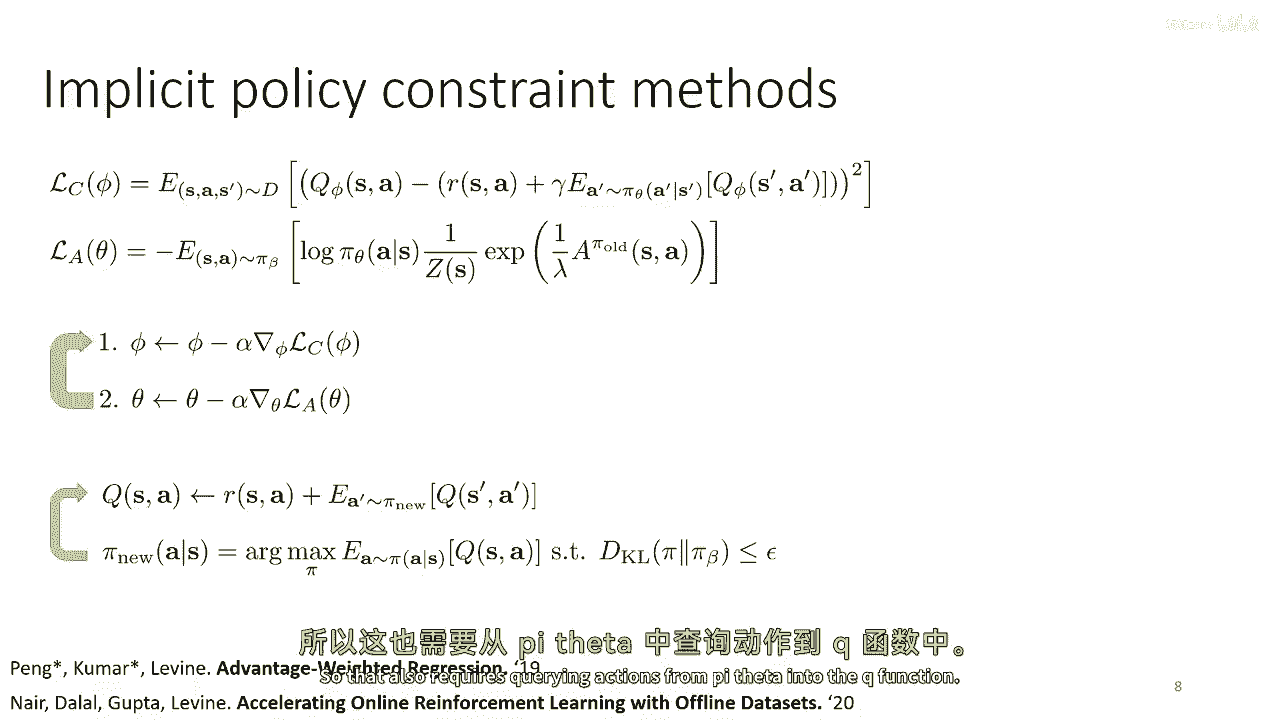 Implicit policy constraint methods
$\mathcal{L}_C(\phi) = E_{(\mathbf{s},\mathbf{a},\mathbf{s}')\sim D}\left[\left(Q_\phi(\mathbf{s},\mathbf{a}) - (r(\mathbf{s},\mathbf{a}) + \gamma E_{\mathbf{a}'\sim\pi_\theta(\mathbf{a}'|\mathbf{s}')}[Q_\phi(\mathbf{s}',\mathbf{a}')])\right)^2\right]$
$\mathcal{L}_A(\theta) = -E_{(\mathbf{s},\mathbf{a})\sim\pi_\beta}\left[\log \pi_\theta(\mathbf{a}|\mathbf{s})\frac{1}{Z(\mathbf{s})}\exp\left(\frac{1}{\lambda}A^{\pi_{\text{old}}}(\mathbf{s},\mathbf{a})\right)\right]$
1. $\phi \leftarrow \phi - \alpha\nabla_\phi\mathcal{L}_C(\phi)$
2. $\theta \leftarrow \theta - \alpha\nabla_\theta\mathcal{L}_A(\theta)$
$Q(\mathbf{s},\mathbf{a}) \leftarrow r(\mathbf{s},\mathbf{a}) + E_{\mathbf{a}'\sim\pi_{\text{new}}}[Q(\mathbf{s}',\mathbf{a}')]$
$\pi_{\text{new}}(\mathbf{a}|\mathbf{s}) = \arg\max_\pi E_{\mathbf{a}\sim\pi(\mathbf{a}|\mathbf{s})}[Q(\mathbf{s},\mathbf{a})] \text{ s.t. } D_{\text{KL}}(\pi\|\pi_\beta) \leq \epsilon$
所以这也需要从 pi theta 中查询动作到 q 函数中。
Peng*, Kumar*, Levine. Advantage-Weighted Regression. ‘19
So that also requires querying actions from pi theta into the q function.
Nair, Dalal, Gupta, Levine. Accelerating Online Reinforcement Learning with Offline Datasets. ‘20
8